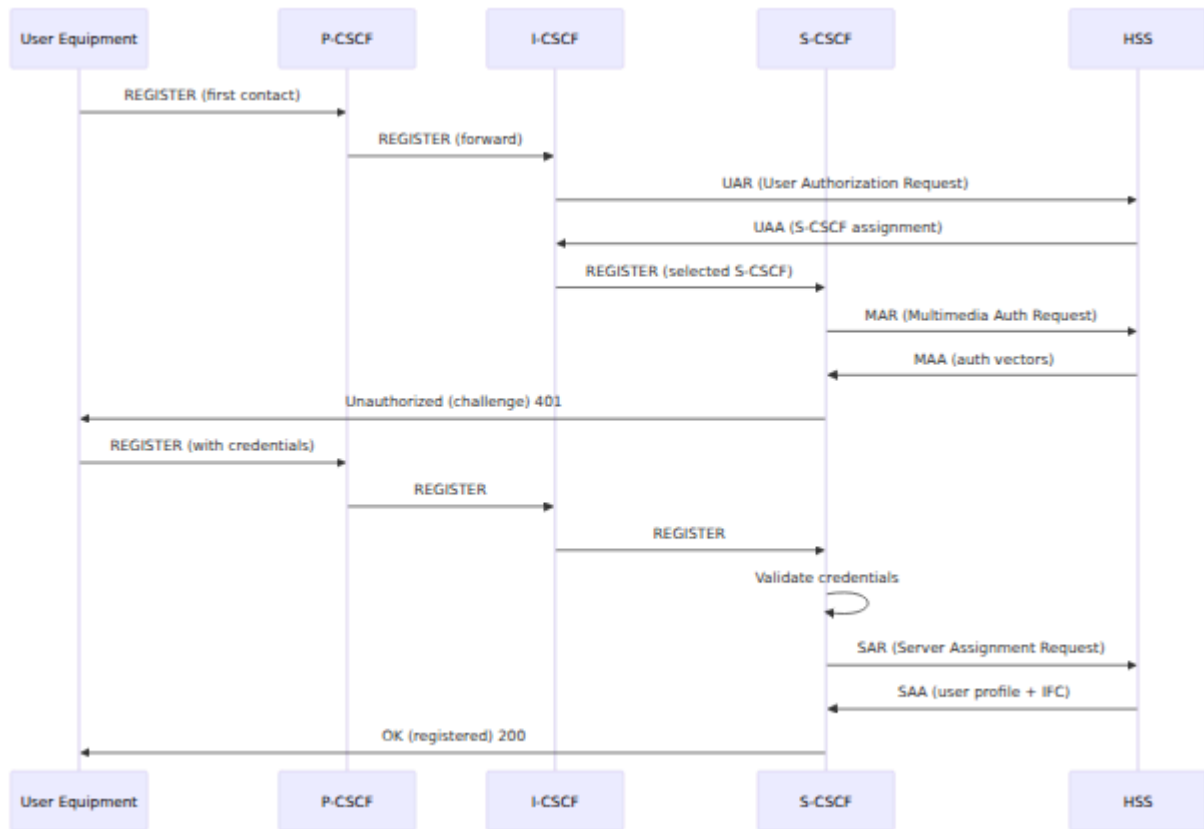 User Equipment
P-CSCF
I-CSCF
S-CSCF
HSS
REGISTER (first contact)
REGISTER (forward)
UAR (User Authorization Request)
UAA (S-CSCF assignment)
REGISTER (selected S-CSCF)
MAR (Multimedia Auth Request)
MAA (auth vectors)
Unauthorized (challenge) 401
REGISTER (with credentials)
REGISTER
REGISTER
Validate credentials
SAR (Server Assignment Request)
SAA (user profile + IFC)
OK (registered) 200
User Equipment
P-CSCF
I-CSCF
S-CSCF
HSS